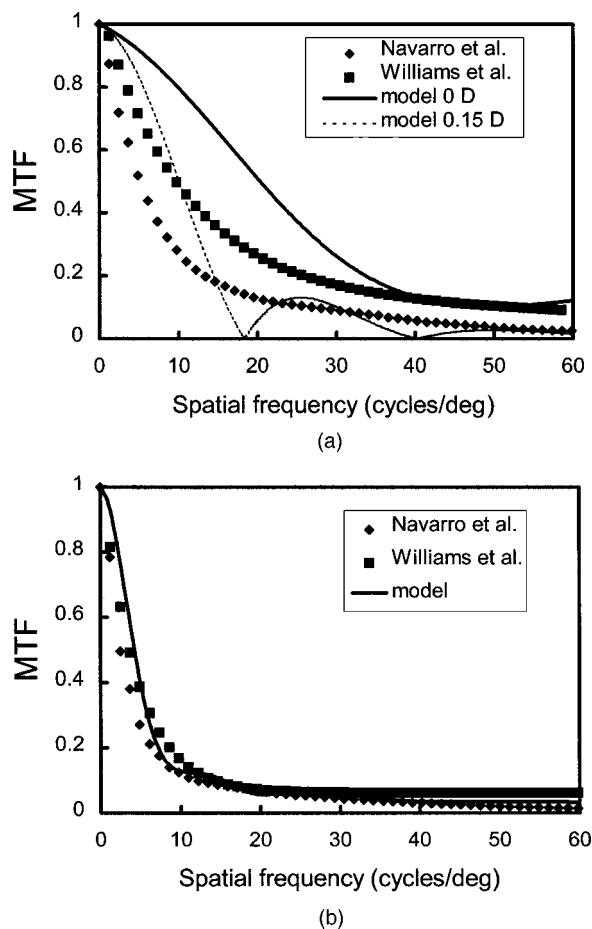 1
0.8
0.6
0.4
0.2
0
MTF
Navarro et al.
Williams et al.
model 0 D
model 0.15 D
0 10 20 30 40 50 60
Spatial frequency (cycles/deg)
(a)
1
0.8
0.6
0.4
0.2
0
MTF
Navarro et al.
Williams et al.
model
0 10 20 30 40 50 60
Spatial frequency (cycles/deg)
(b)